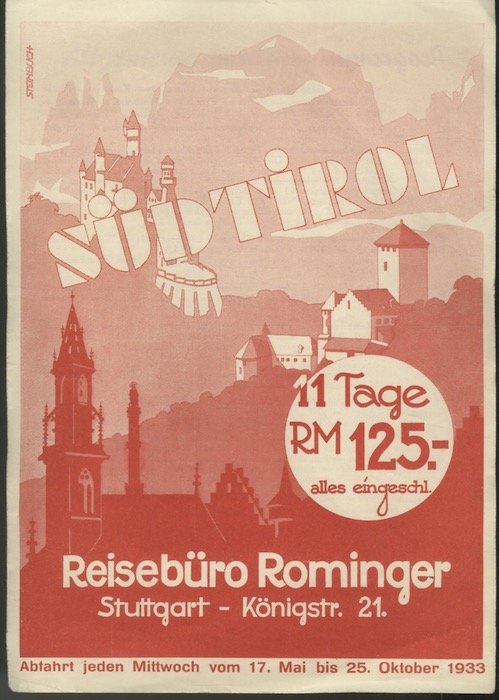 SÜDTiROL
11 Tage
RM 125.-
alles eingeschl.
Reisebüro Rominger
Stuttgart - Königstr. 21.
Abfahrt jeden Mittwoch vom 17. Mai bis 25. Oktober 1933